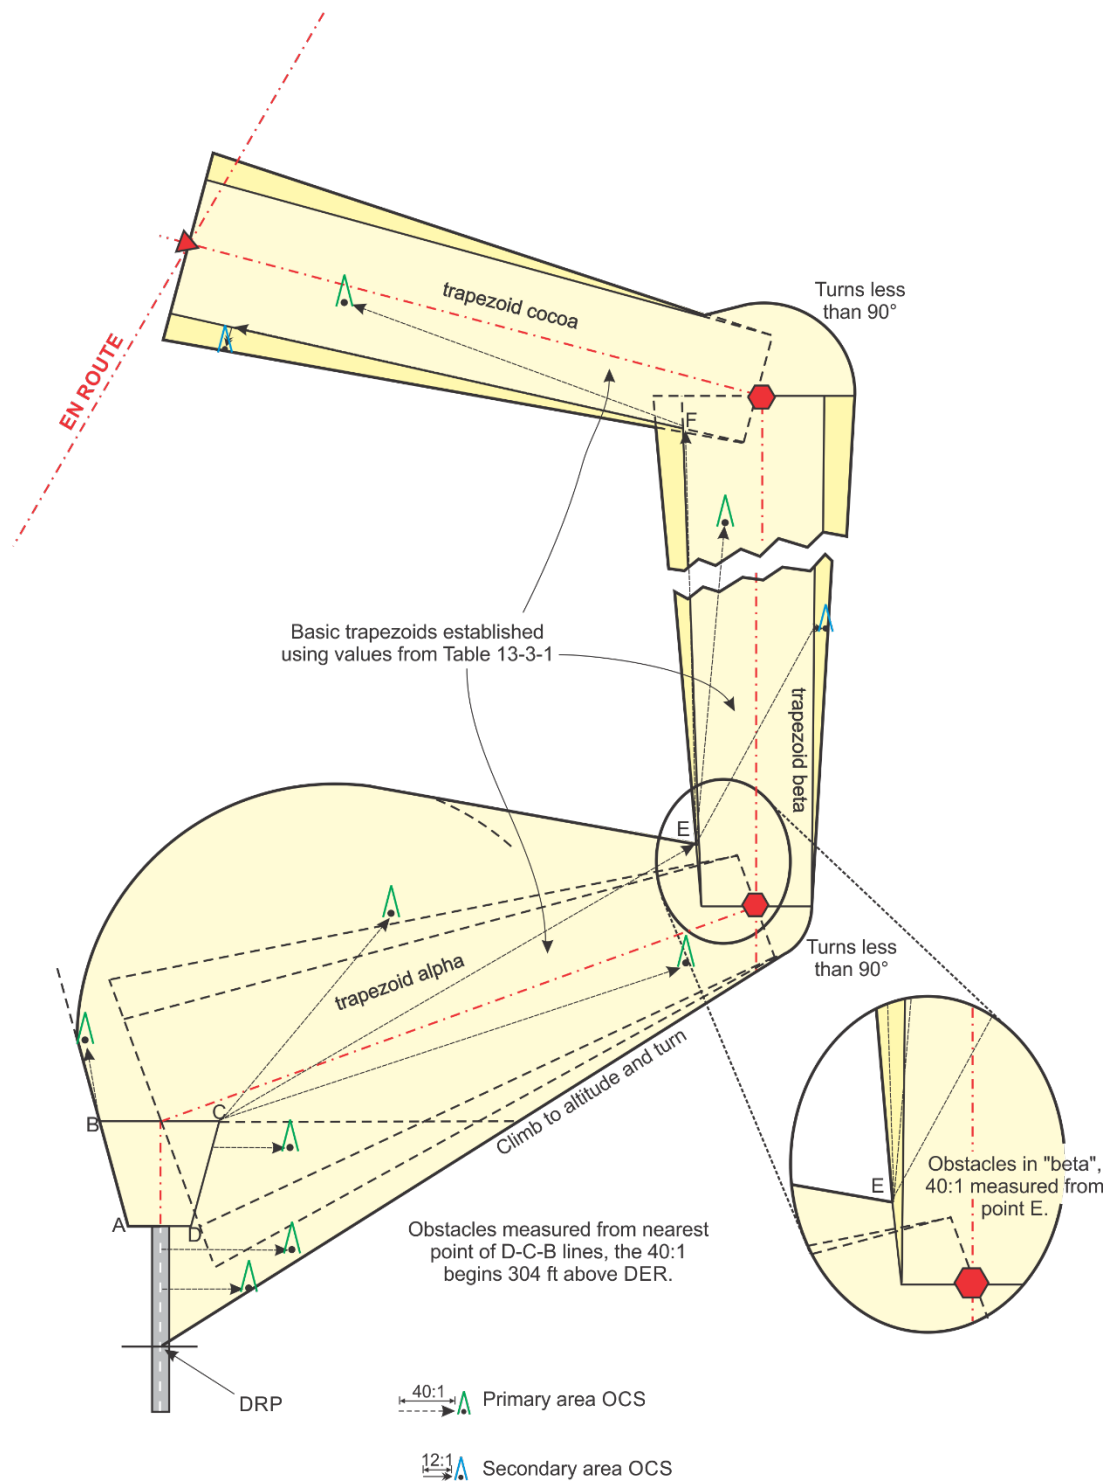 trapezoid cocoa
Turns less
than 90°
EN ROUTE
F
Basic trapezoids established
using values from Table 13-3-1
trapezoid beta
E
trapezoid alpha
Turns less
than 90°
C
B
Climb to altitude and turn
E
Obstacles in "beta",
40:1 measured from
point E.
A
D
Obstacles measured from nearest
point of D-C-B lines, the 40:1
begins 304 ft above DER.
DRP
40:1
Primary area OCS
12:1
Secondary area OCS